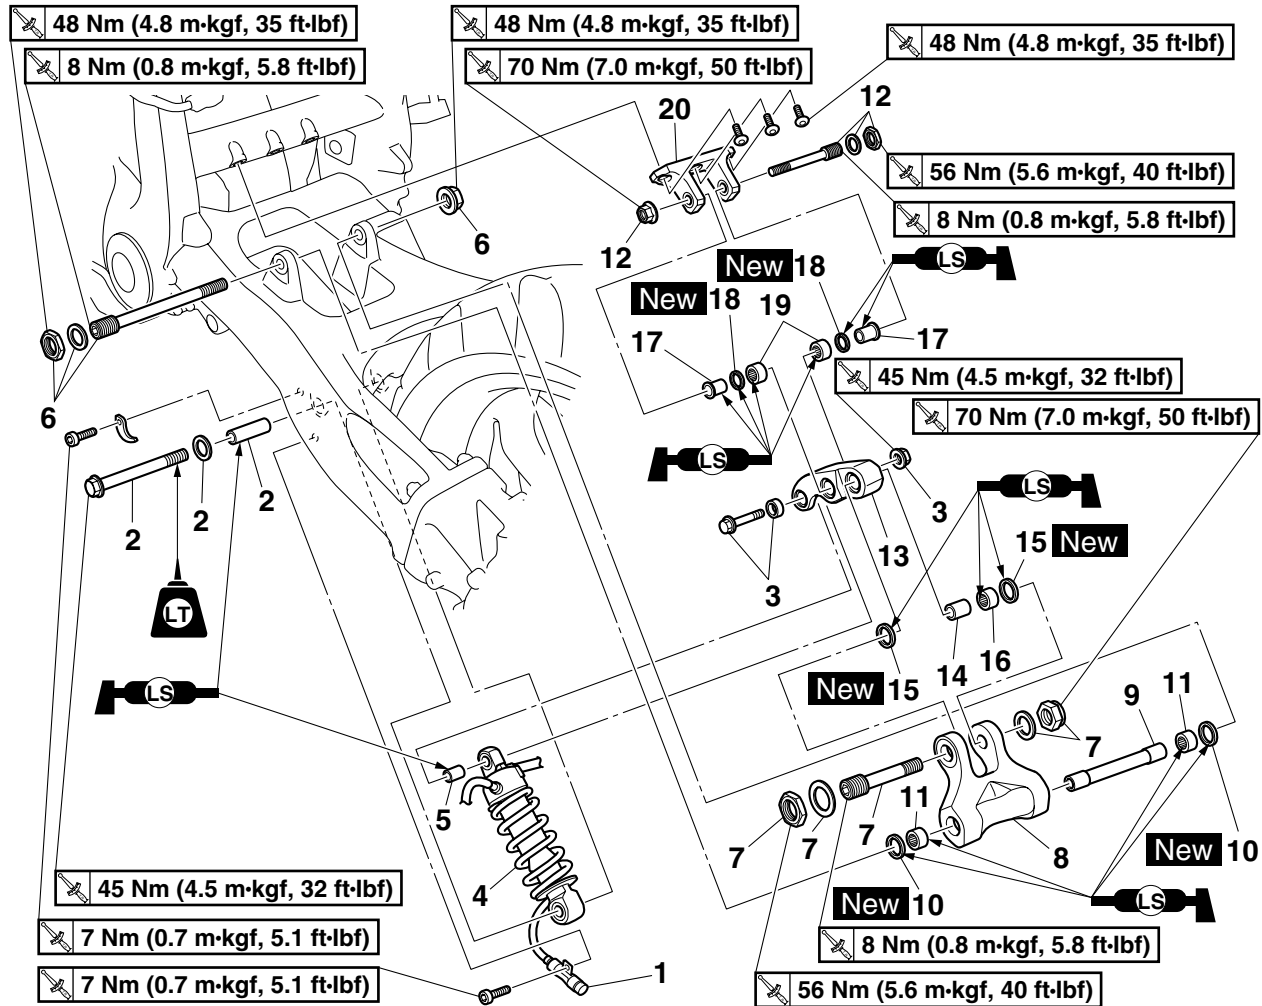 48 Nm (4.8 m•kgf, 35 ft•lbf)
8 Nm (0.8 m•kgf, 5.8 ft•lbf)
48 Nm (4.8 m•kgf, 35 ft•lbf)
70 Nm (7.0 m•kgf, 50 ft•lbf)
48 Nm (4.8 m•kgf, 35 ft•lbf)
12
20
56 Nm (5.6 m•kgf, 40 ft•lbf)
8 Nm (0.8 m•kgf, 5.8 ft•lbf)
6
12
New 18
LS
New 18
19
17
17
45 Nm (4.5 m•kgf, 32 ft•lbf)
70 Nm (7.0 m•kgf, 50 ft•lbf)
6
LS
2
2
2
3
LS
13
15 New
3
LT
14
16
New 15
LS
9
11
7
5
11
7
7
7
8
New 10
4
New 10
LS
45 Nm (4.5 m•kgf, 32 ft•lbf)
7 Nm (0.7 m•kgf, 5.1 ft•lbf)
8 Nm (0.8 m•kgf, 5.8 ft•lbf)
7 Nm (0.7 m•kgf, 5.1 ft•lbf)
1
56 Nm (5.6 m•kgf, 40 ft•lbf)